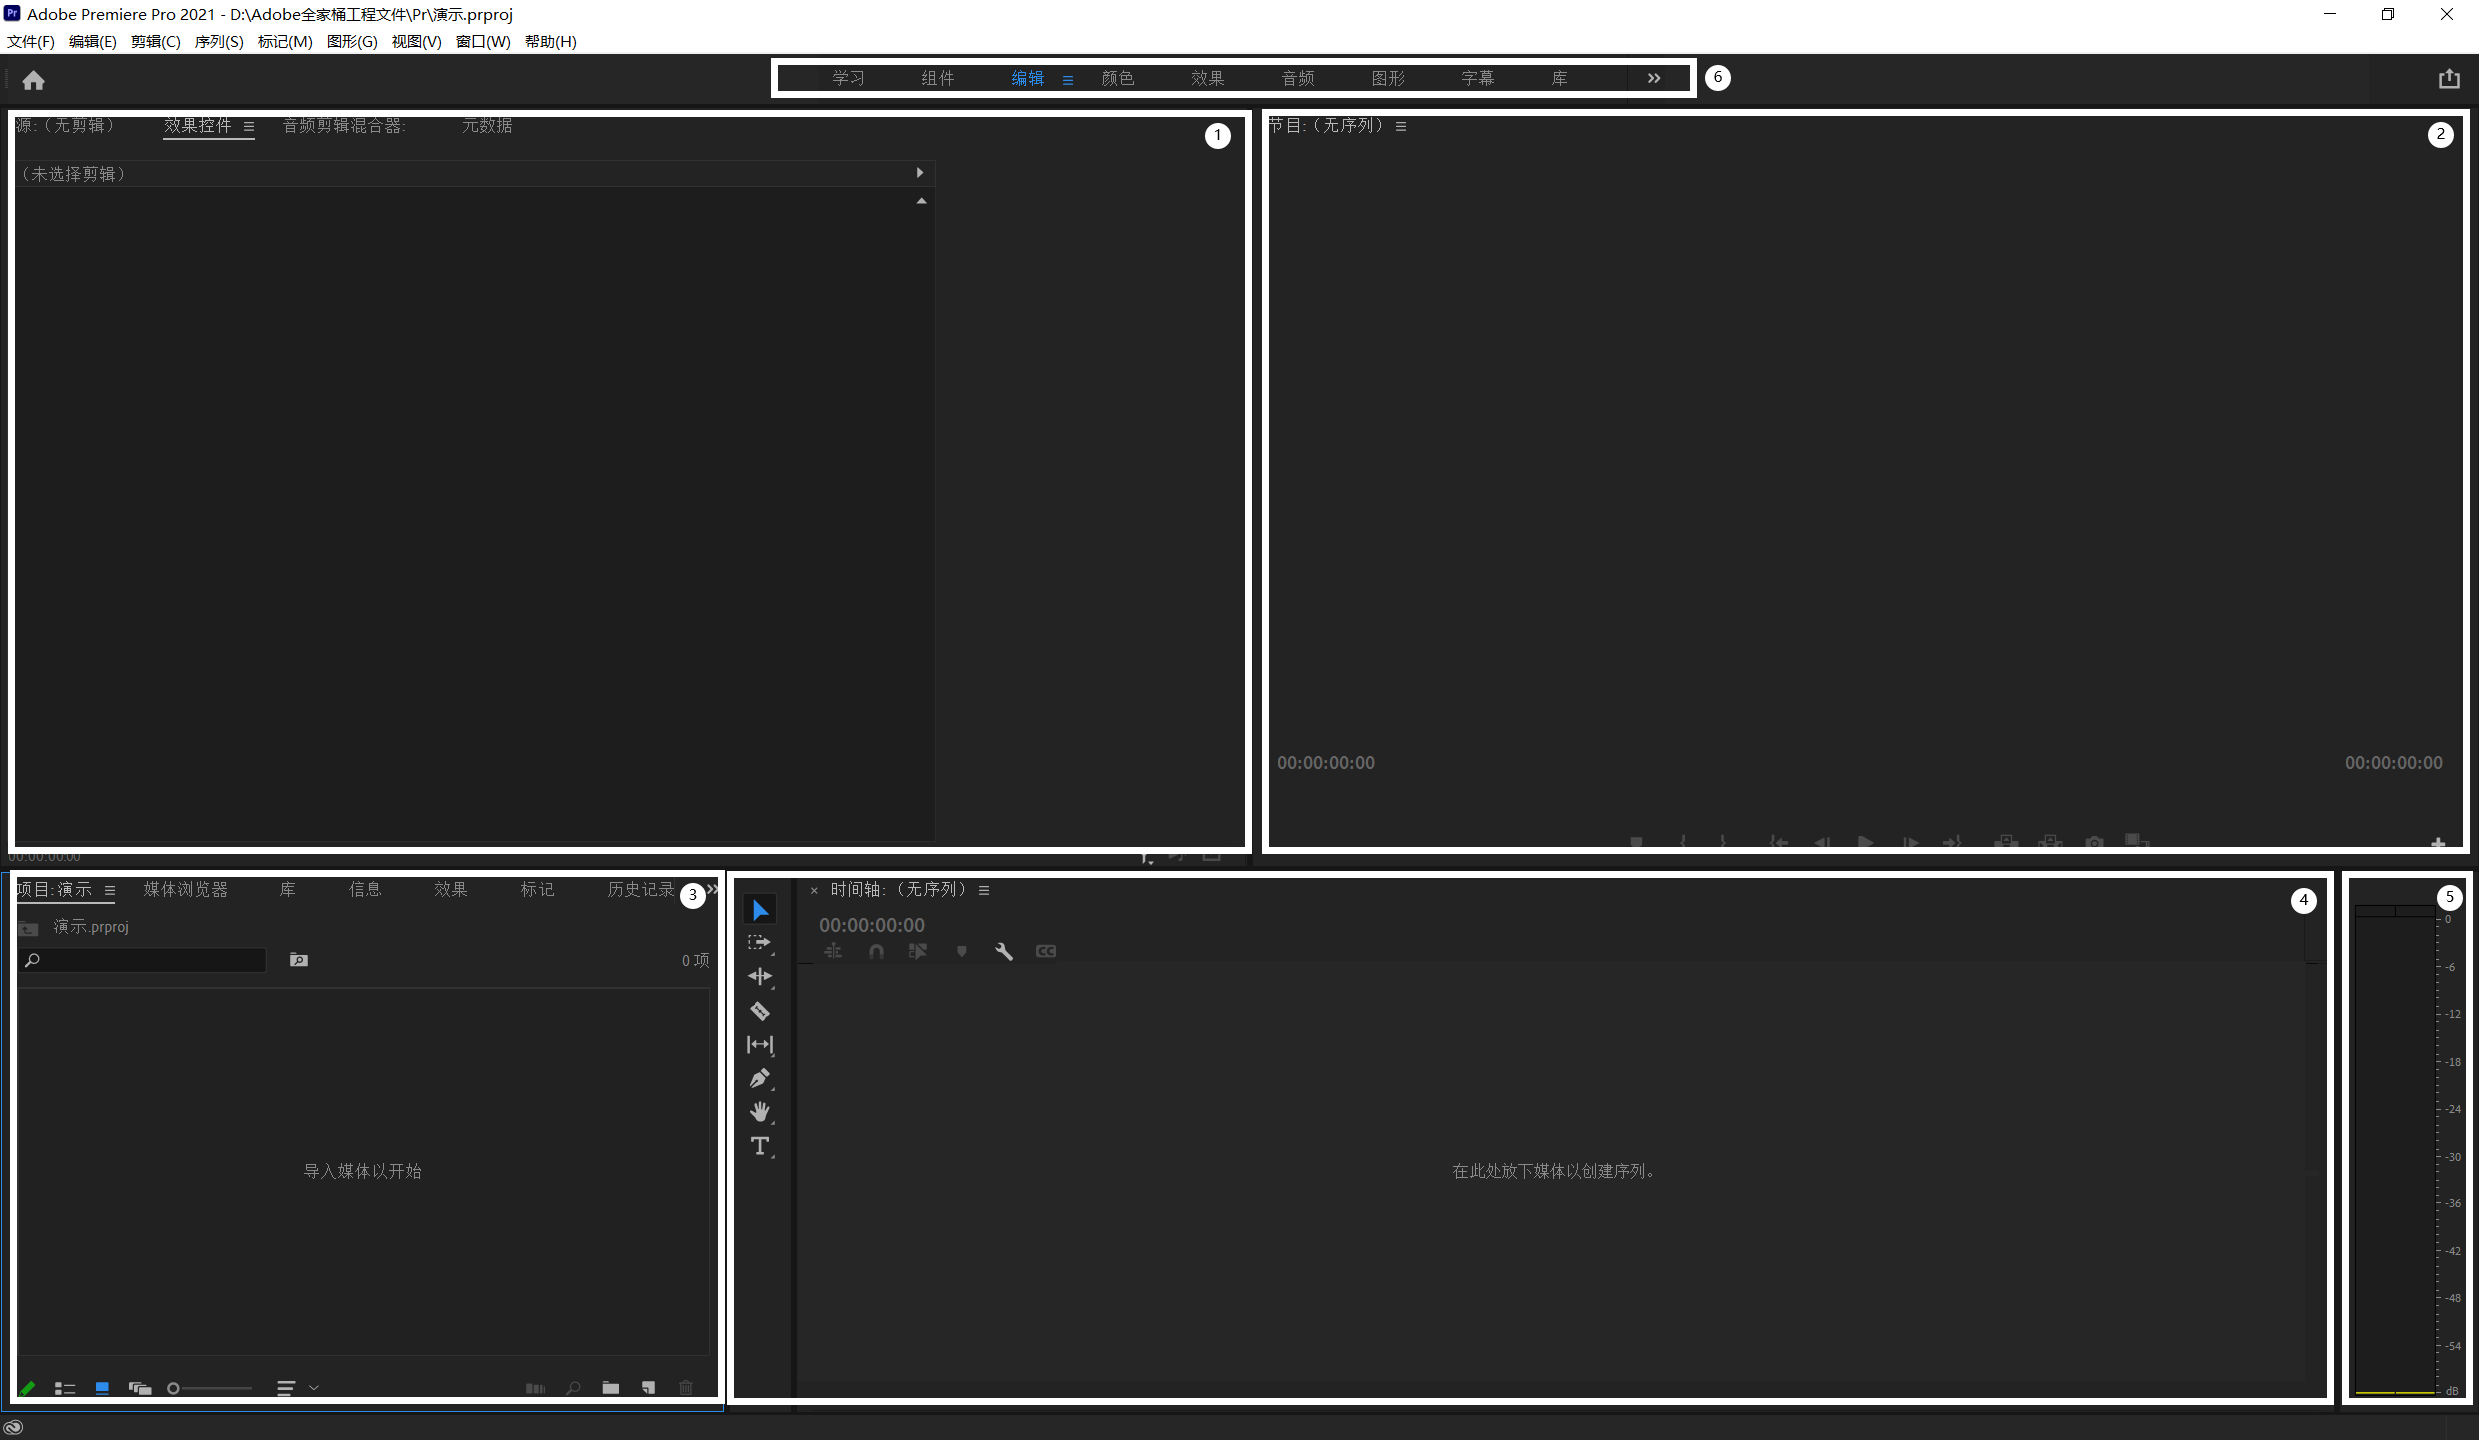 Adobe Premiere Pro 2021 - D:\Adobe全家桶工程文件\Pr\演示.prproj
文件(F) 编辑(E) 剪辑(C) 序列(S) 标记(M) 图形(G) 视图(V) 窗口(W) 帮助(H)
学习 组件 编辑 颜色 效果 音频 图形 字幕 库 6
源:（无剪辑） 效果控件 音频剪辑混合器: 元数据 1
（未选择剪辑）
00:00:00:00
节目:（无序列） 2
00:00:00:00 00:00:00:00
项目:演示 媒体浏览器 库 信息 效果 标记 历史记录 3
演示.prproj
0 项
导入媒体以开始
× 时间轴:（无序列） 4
00:00:00:00
在此处放下媒体以创建序列。
5
0
-6
-12
-18
-24
-30
-36
-42
-48
-54
dB